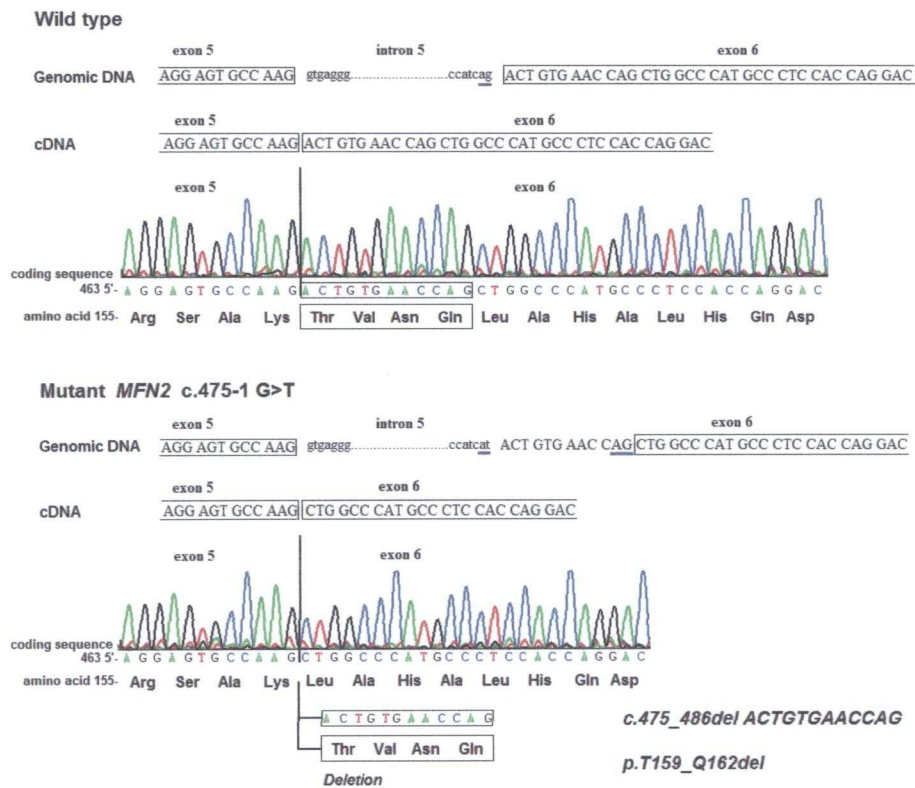 Wild type
exon 5 intron 5 exon 6
Genomic DNA AGG AGT GCC AAG gtgaggg..............................ccatcag ACT GTG AAC CAG CTG GCC CAT GCC CTC CAC CAG GAC
exon 5 exon 6
cDNA AGG AGT GCC AAG ACT GTG AAC CAG CTG GCC CAT GCC CTC CAC CAG GAC
exon 5 exon 6
coding sequence
463 5'- A G G A G T G C C A A G A C T G T G A A C C A G C T G G C C C A T G C C C T C C A C C A G G A C
amino acid 155- Arg Ser Ala Lys Thr Val Asn Gln Leu Ala His Ala Leu His Gln Asp
Mutant MFN2 c.475-1 G>T
exon 5 intron 5 exon 6
Genomic DNA AGG AGT GCC AAG gtgaggg..............................ccatcat ACT GTG AAC CAG CTG GCC CAT GCC CTC CAC CAG GAC
exon 5 exon 6
cDNA AGG AGT GCC AAG CTG GCC CAT GCC CTC CAC CAG GAC
exon 5 exon 6
coding sequence
463 5'- A G G A G T G C C A A G C T G G C C C A T G C C C T C C A C C A G G A C
amino acid 155- Arg Ser Ala Lys Leu Ala His Ala Leu His Gln Asp
A C T G T G A A C C A G c.475_486del ACTGTGAACCAG
Thr Val Asn Gln p.T159_Q162del
Deletion